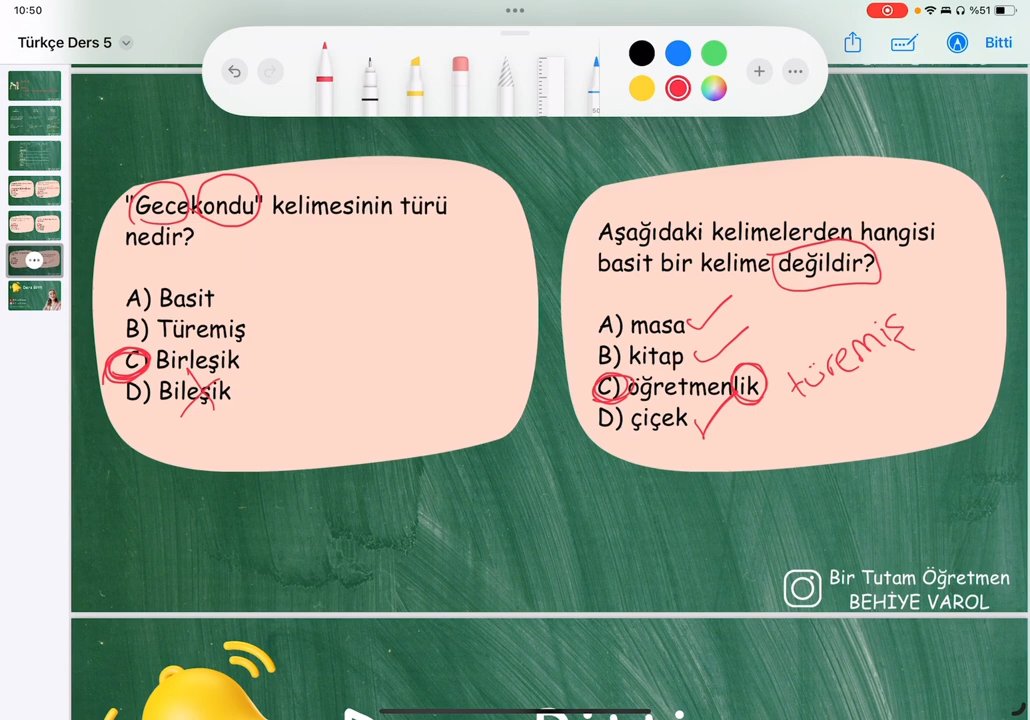 10:50
%51
Türkçe Ders 5
Bitti
"Gecekondu" kelimesinin türü
nedir?
A) Basit
B) Türemiş
C) Birleşik
D) Bileşik
Aşağıdaki kelimelerden hangisi
basit bir kelime değildir?
A) masa
B) kitap
C) öğretmenlik
D) çiçek
türemiş
Bir Tutam Öğretmen
BEHİYE VAROL